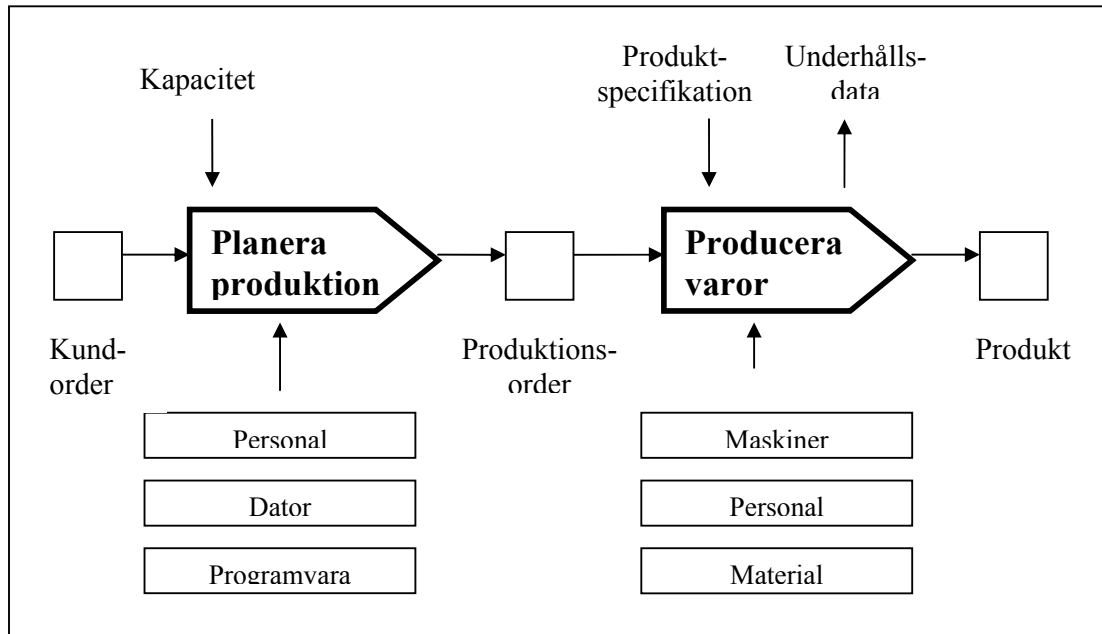 Kapacitet
Produkt-
specifikation
Underhålls-
data
Planera
produktion
Producera
varor
Kund-
order
Produktions-
order
Produkt
Personal
Dator
Programvara
Maskiner
Personal
Material